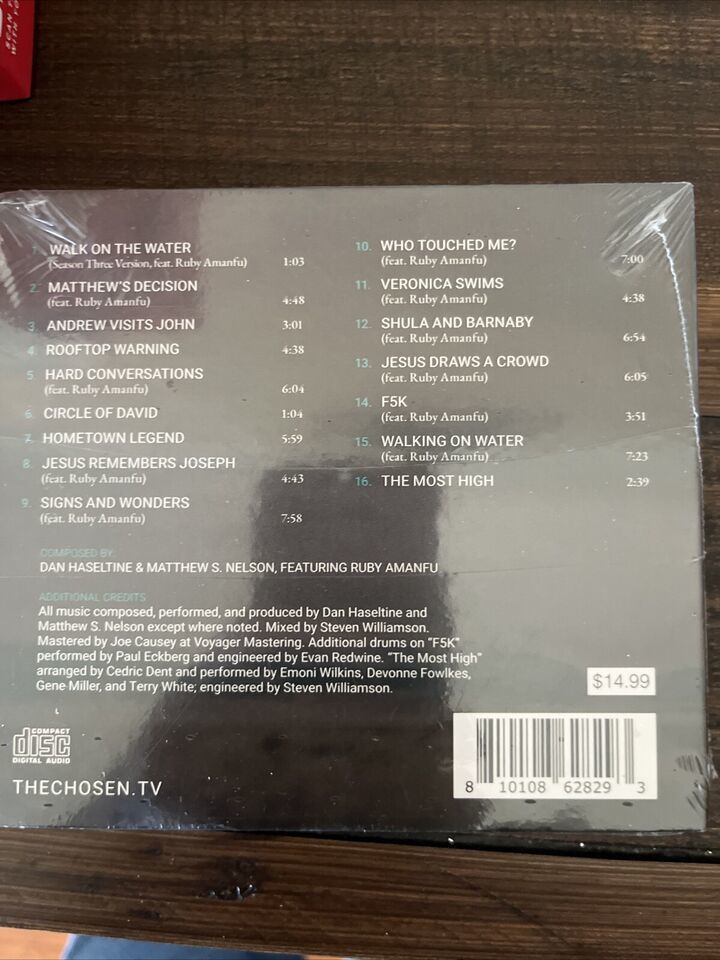 SCAN
WITH YO
1. WALK ON THE WATER
(Season Three Version, feat. Ruby Amanfu) 1:03
2. MATTHEW'S DECISION
(feat. Ruby Amanfu) 4:48
3. ANDREW VISITS JOHN 3:01
4. ROOFTOP WARNING 4:38
5. HARD CONVERSATIONS
(feat. Ruby Amanfu) 6:04
6. CIRCLE OF DAVID 1:04
7. HOMETOWN LEGEND 5:59
8. JESUS REMEMBERS JOSEPH
(feat. Ruby Amanfu) 4:43
9. SIGNS AND WONDERS
(feat. Ruby Amanfu) 7:58
10. WHO TOUCHED ME?
(feat. Ruby Amanfu) 7:00
11. VERONICA SWIMS
(feat. Ruby Amanfu) 4:38
12. SHULA AND BARNABY
(feat. Ruby Amanfu) 6:54
13. JESUS DRAWS A CROWD
(feat. Ruby Amanfu) 6:05
14. F5K
(feat. Ruby Amanfu) 3:51
15. WALKING ON WATER
(feat. Ruby Amanfu) 7:23
16. THE MOST HIGH 2:39
COMPOSED BY:
DAN HASELTINE & MATTHEW S. NELSON, FEATURING RUBY AMANFU
ADDITIONAL CREDITS
All music composed, performed, and produced by Dan Haseltine and
Matthew S. Nelson except where noted. Mixed by Steven Williamson.
Mastered by Joe Causey at Voyager Mastering. Additional drums on "F5K"
performed by Paul Eckberg and engineered by Evan Redwine. "The Most High"
arranged by Cedric Dent and performed by Emoni Wilkins, Devonne Fowlkes,
Gene Miller, and Terry White; engineered by Steven Williamson.
$14.99
COMPACT
disc
DIGITAL AUDIO
THECHOSEN.TV
8 10108 62829 3